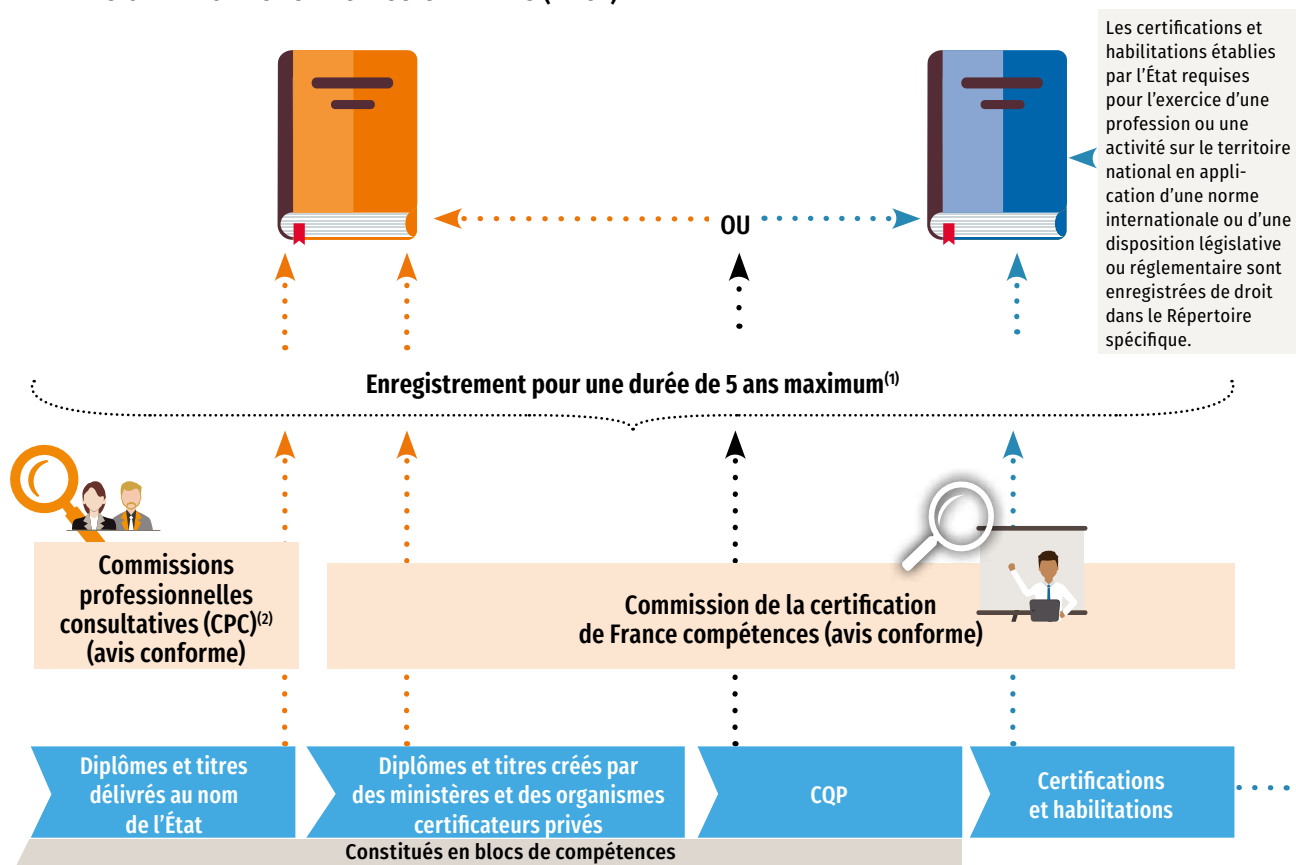 Les certifications et
habilitations établies
par l’État requises
pour l’exercice d’une
profession ou une
activité sur le territoire
national en appli-
cation d’une norme
internationale ou d’une
disposition législative
ou réglementaire sont
enregistrées de droit
dans le Répertoire
spécifique.
OU
Enregistrement pour une durée de 5 ans maximum(1)
Commissions
professionnelles
consultatives (CPC)(2)
(avis conforme)
Commission de la certification
de France compétences (avis conforme)
Diplômes et titres
délivrés au nom
de l’État
Diplômes et titres créés par
des ministères et des organismes
certificateurs privés
CQP
Certifications
et habilitations
Constitués en blocs de compétences